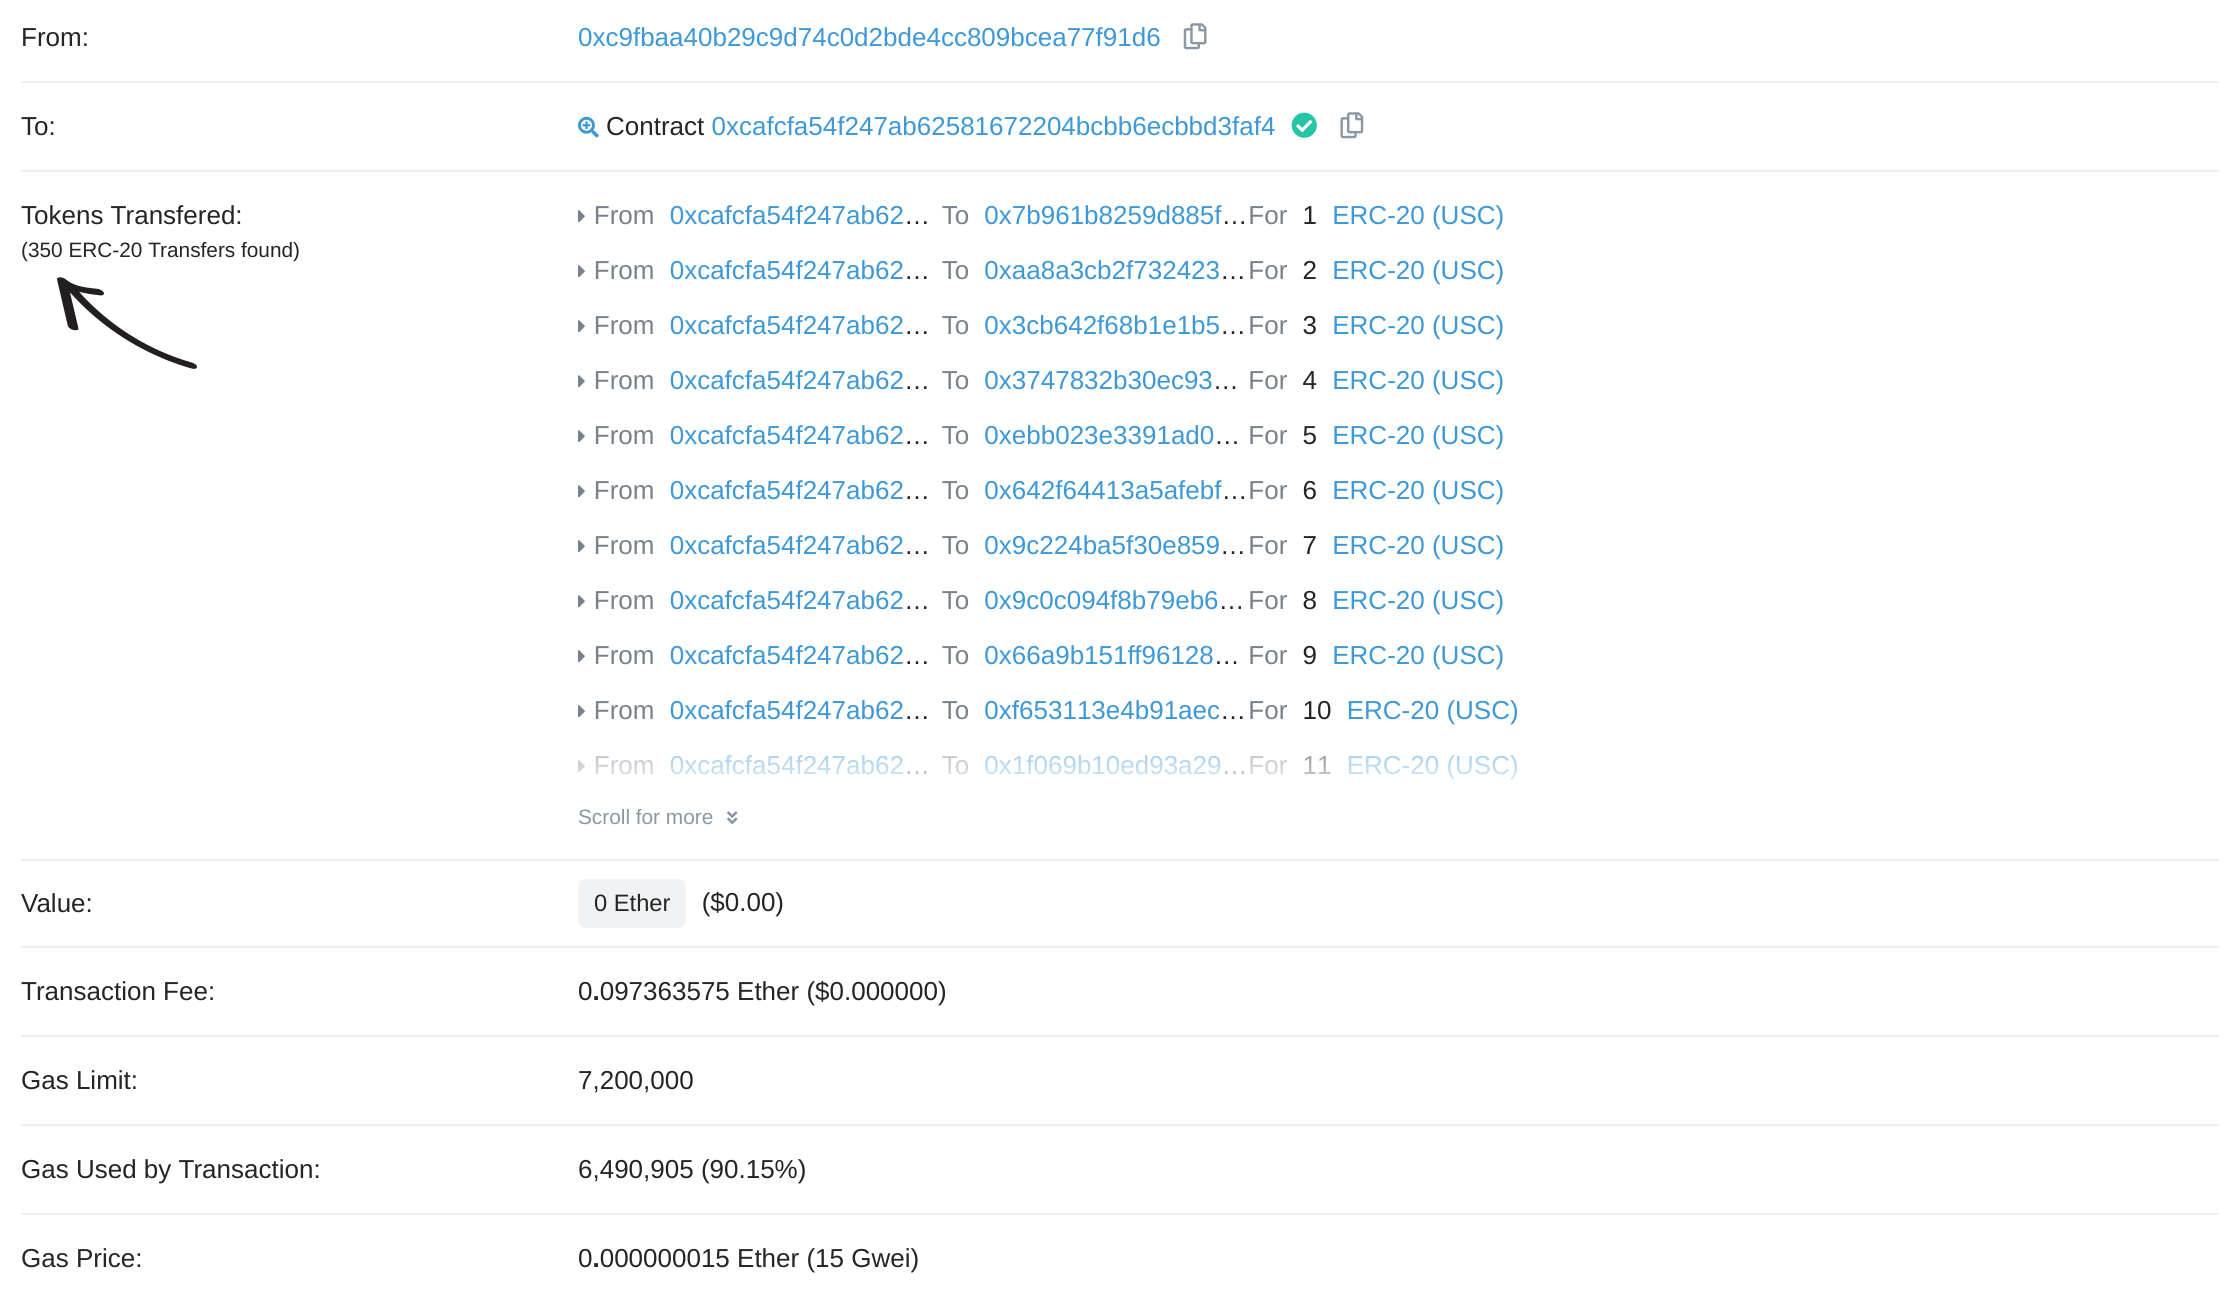 From: 0xc9fbaa40b29c9d74c0d2bde4cc809bcea77f91d6
To: Contract 0xcafcfa54f247ab62581672204bcbb6ecbbd3faf4
Tokens Transfered:
(350 ERC-20 Transfers found)
From 0xcafcfa54f247ab62... To 0x7b961b8259d885f...For 1 ERC-20 (USC)
From 0xcafcfa54f247ab62... To 0xaa8a3cb2f732423...For 2 ERC-20 (USC)
From 0xcafcfa54f247ab62... To 0x3cb642f68b1e1b5...For 3 ERC-20 (USC)
From 0xcafcfa54f247ab62... To 0x3747832b30ec93... For 4 ERC-20 (USC)
From 0xcafcfa54f247ab62... To 0xebb023e3391ad0... For 5 ERC-20 (USC)
From 0xcafcfa54f247ab62... To 0x642f64413a5afebf...For 6 ERC-20 (USC)
From 0xcafcfa54f247ab62... To 0x9c224ba5f30e859...For 7 ERC-20 (USC)
From 0xcafcfa54f247ab62... To 0x9c0c094f8b79eb6...For 8 ERC-20 (USC)
From 0xcafcfa54f247ab62... To 0x66a9b151ff96128... For 9 ERC-20 (USC)
From 0xcafcfa54f247ab62... To 0xf653113e4b91aec...For 10 ERC-20 (USC)
From 0xcafcfa54f247ab62... To 0x1f069b10ed93a29...For 11 ERC-20 (USC)
Scroll for more
Value: 0 Ether ($0.00)
Transaction Fee: 0.097363575 Ether ($0.000000)
Gas Limit: 7,200,000
Gas Used by Transaction: 6,490,905 (90.15%)
Gas Price: 0.000000015 Ether (15 Gwei)